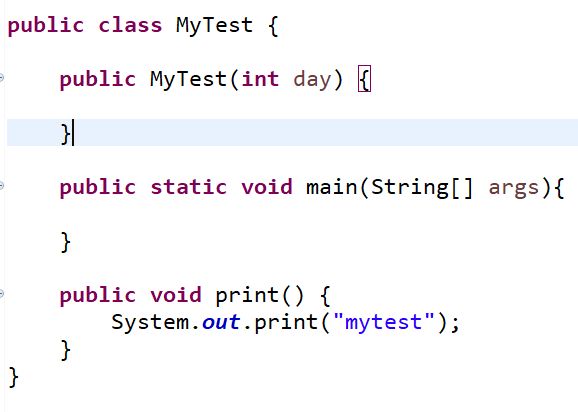 public class MyTest {
public MyTest(int day) {
}
public static void main(String[] args){
}
public void print() {
System.out.print("mytest");
}
}